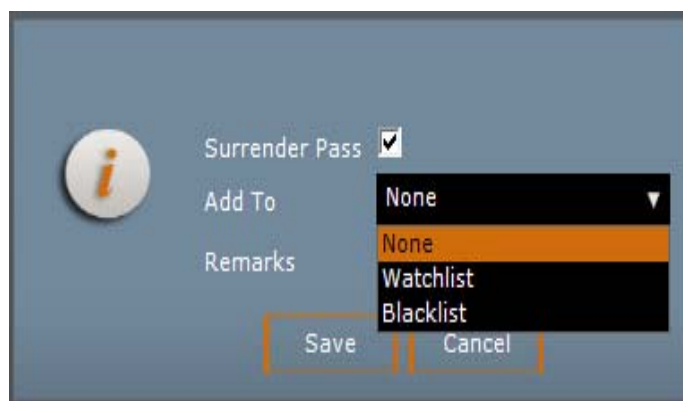 i
Surrender Pass
Add To None
None
Remarks
Watchlist
Blacklist
Save Cancel